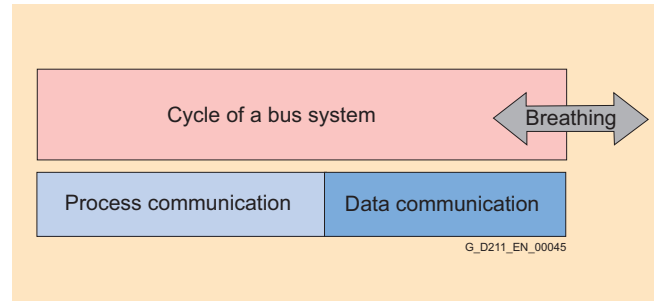 Cycle of a bus system
Breathing
Process communication
Data communication
G_D211_EN_00045